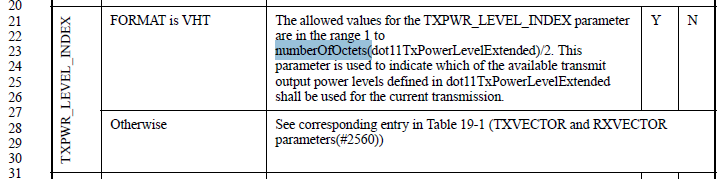 20
21
22
23
24
25
26
27
28
29
30
31
TXPWR_LEVEL_INDEX
FORMAT is VHT
The allowed values for the TXPWR_LEVEL_INDEX parameter
are in the range 1 to
numberOfOctets(dot11TxPowerLevelExtended)/2. This
parameter is used to indicate which of the available transmit
output power levels defined in dot11TxPowerLevelExtended
shall be used for the current transmission.
Y
N
Otherwise
See corresponding entry in Table 19-1 (TXVECTOR and RXVECTOR
parameters(#2560))